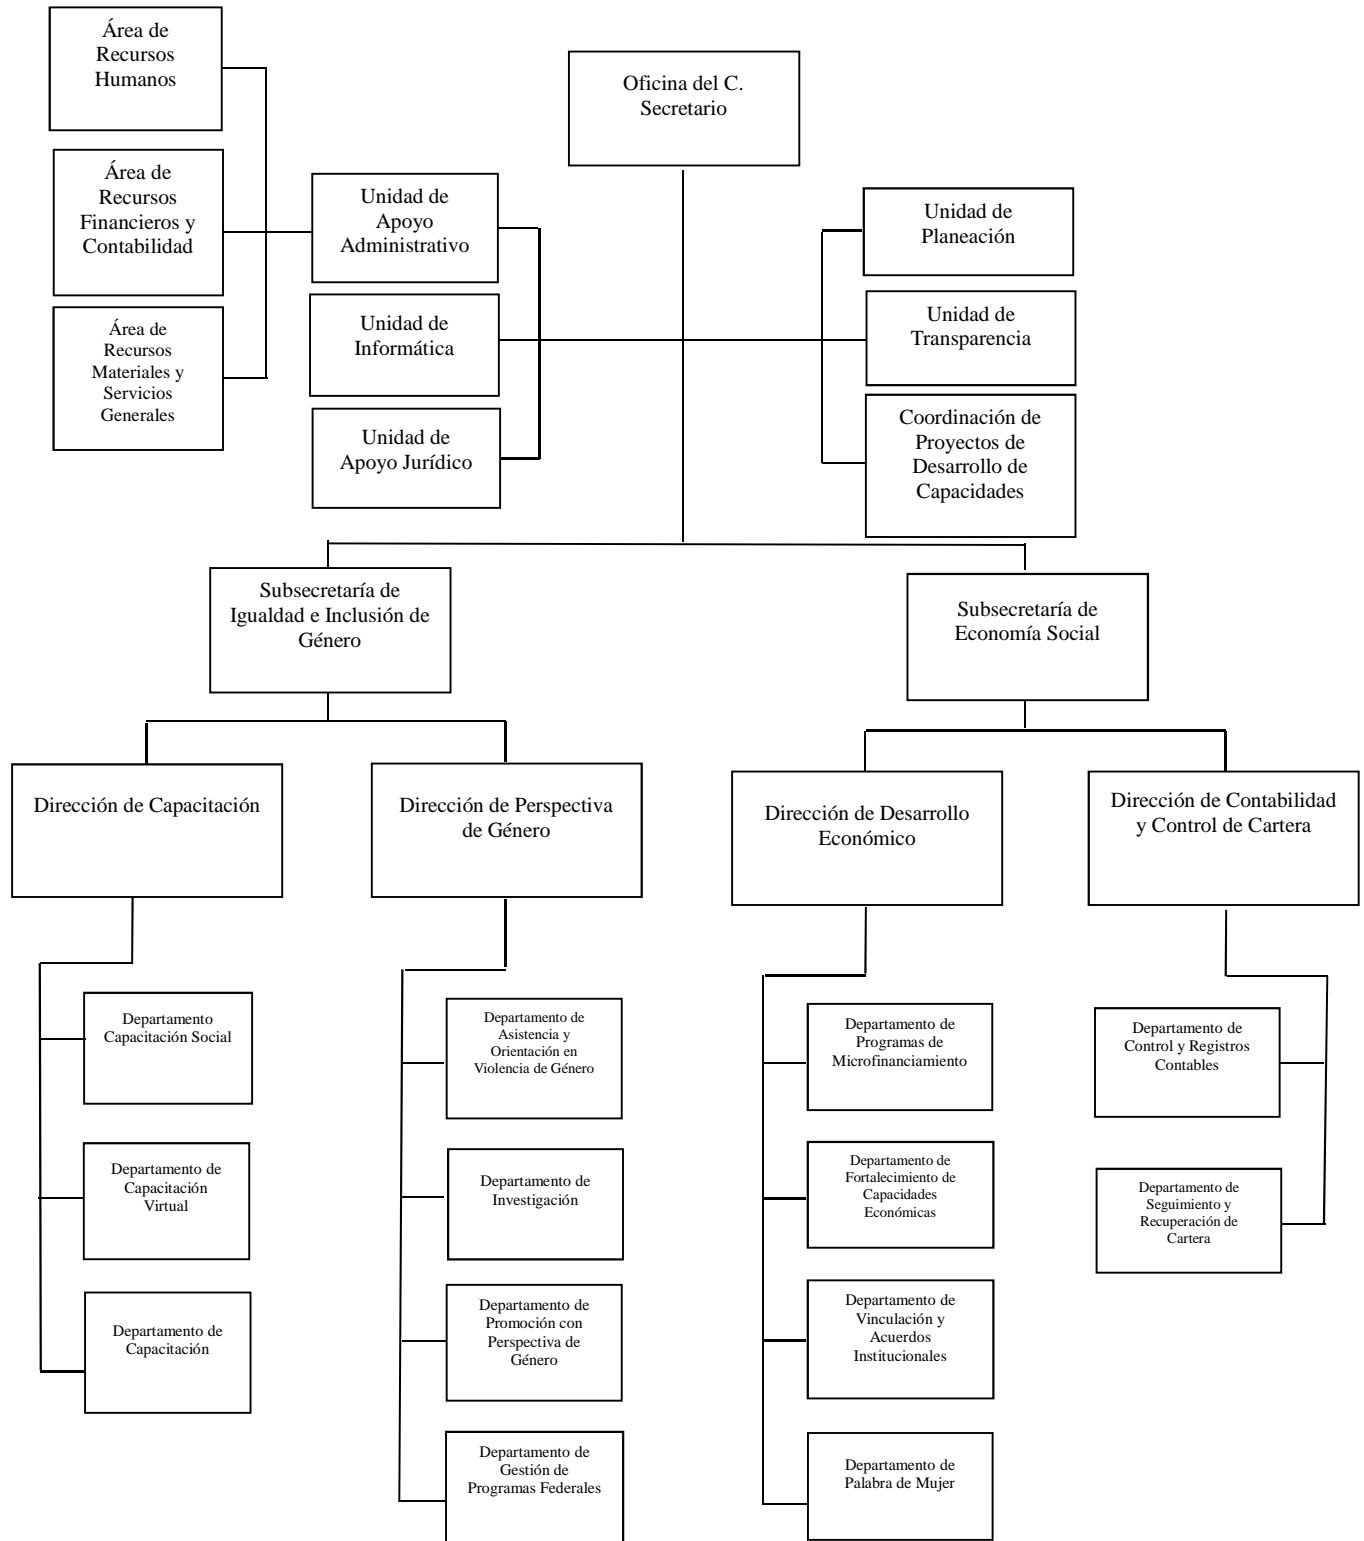 Área de
Recursos
Humanos
Oficina del C.
Secretario
Área de
Recursos
Financieros y
Contabilidad
Unidad de
Apoyo
Administrativo
Unidad de
Planeación
Área de
Recursos
Materiales y
Servicios
Generales
Unidad de
Informática
Unidad de
Transparencia
Unidad de
Apoyo Jurídico
Coordinación de
Proyectos de
Desarrollo de
Capacidades
Subsecretaría de
Igualdad e Inclusión de
Género
Subsecretaría de
Economía Social
Dirección de Capacitación
Dirección de Perspectiva
de Género
Dirección de Desarrollo
Económico
Dirección de Contabilidad
y Control de Cartera
Departamento
Capacitación Social
Departamento de
Capacitación
Virtual
Departamento de
Capacitación
Departamento de
Asistencia y
Orientación en
Violencia de Género
Departamento de
Investigación
Departamento de
Promoción con
Perspectiva de
Género
Departamento de
Gestión de
Programas Federales
Departamento de
Programas de
Microfinanciamiento
Departamento de
Fortalecimiento de
Capacidades
Económicas
Departamento de
Vinculación y
Acuerdos
Institucionales
Departamento de
Palabra de Mujer
Departamento de
Control y Registros
Contables
Departamento de
Seguimiento y
Recuperación de
Cartera